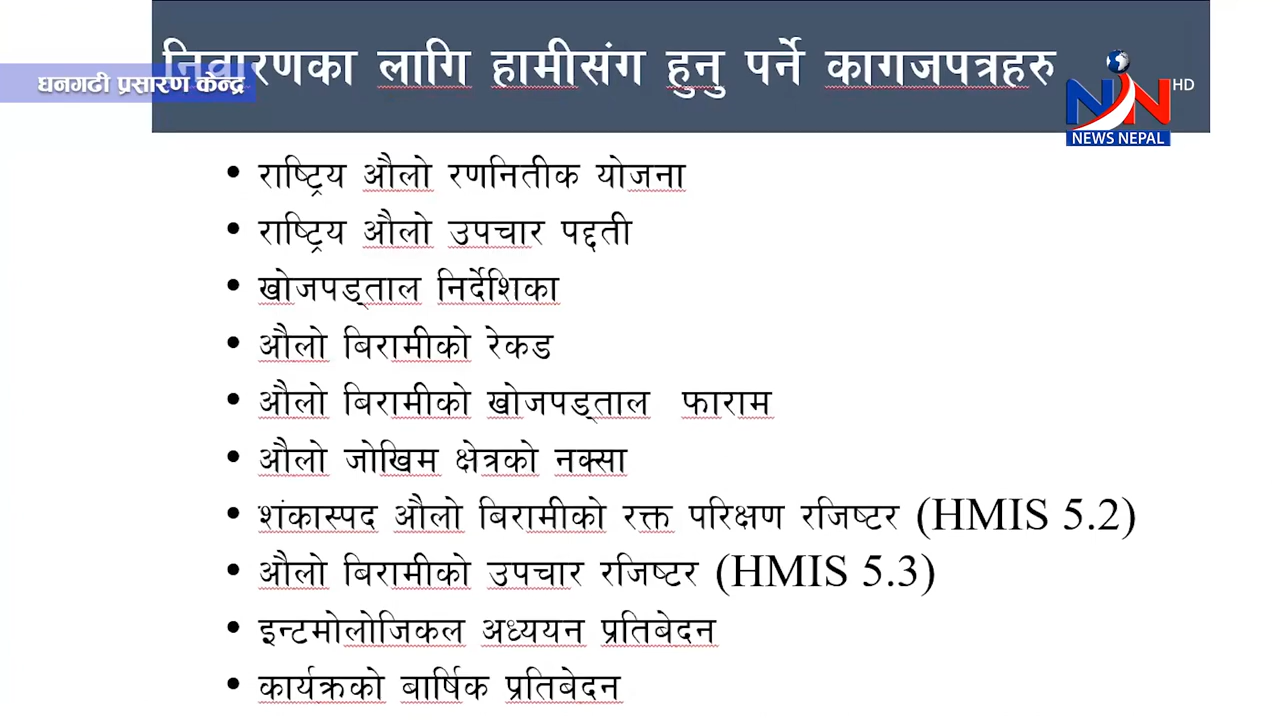 निवारणका लागि हामीसंग हुनु पर्ने कागजपत्रहरु
धनगढी प्रसारण केन्द्र
NN HD
NEWS NEPAL
• राष्ट्रिय औलो रणनितीक योजना
• राष्ट्रिय औलो उपचार पद्दती
• खोजपड्ताल निर्देशिका
• औलो बिरामीको रेकड
• औलो बिरामीको खोजपड्ताल फाराम
• औलो जोखिम क्षेत्रको नक्सा
• शंकास्पद औलो बिरामीको रक्त परिक्षण रजिष्टर (HMIS 5.2)
• औलो बिरामीको उपचार रजिष्टर (HMIS 5.3)
• इन्टमोलोजिकल अध्ययन प्रतिबेदन
• कार्यक्रको बार्षिक प्रतिबेदन